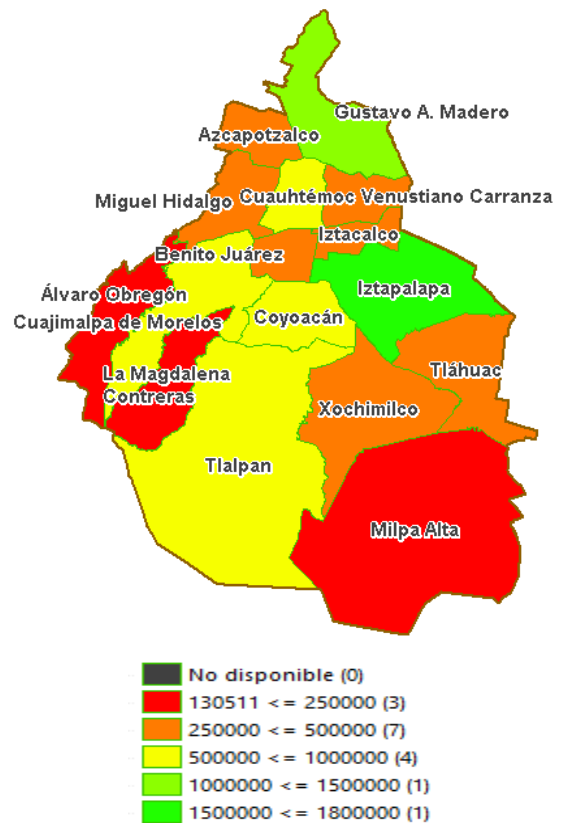 Gustavo A. Madero
Azcapotzalco
Miguel Hidalgo
Cuauhtémoc
Venustiano Carranza
Iztacalco
Benito Juárez
Iztapalapa
Álvaro Obregón
Cuajimalpa de Morelos
Coyoacán
La Magdalena
Contreras
Tláhuac
Xochimilco
Tlalpan
Milpa Alta
No disponible (0)
130511 <= 250000 (3)
250000 <= 500000 (7)
500000 <= 1000000 (4)
1000000 <= 1500000 (1)
1500000 <= 1800000 (1)